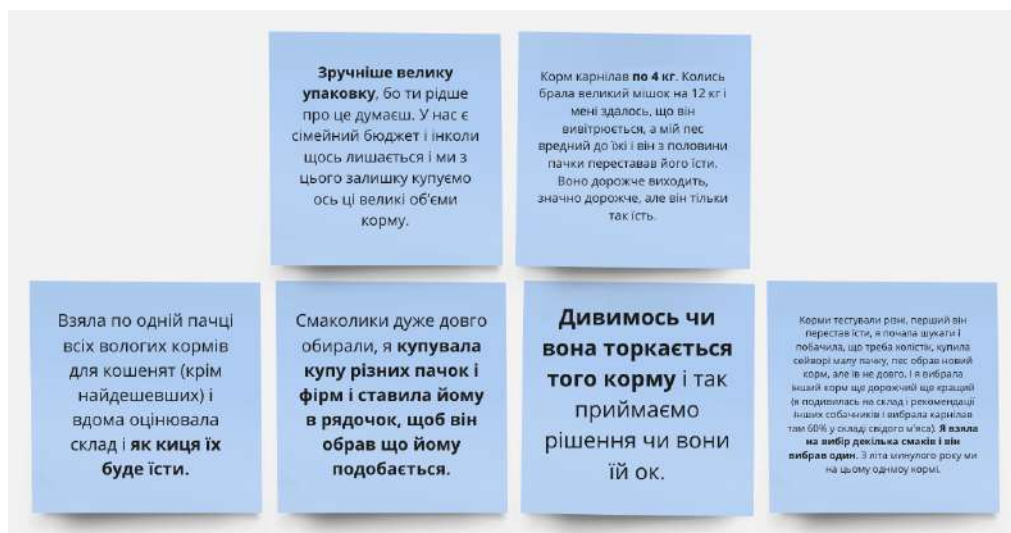 Зручніше велику
упаковку, бо ти рідше
про це думаєш. У нас є
сімейний бюджет і інколи
щось лишається і ми з
цього залишку купуємо
ось ці великі об'єми
корму.
Корм карнілав по 4 кг. Колись
брала великий мішок на 12 кг і
мені здалось, що він
вивітрюється, а мій пес
вредний до їжі і він з половини
пачки переставав його їсти.
Воно дорожче виходить,
значно дорожче, але він тільки
так їсть.
Взяла по одній пачці
всіх вологих кормів
для кошенят (крім
найдешевших) і
вдома оцінювала
склад і як киця їх
буде їсти.
Смаколики дуже довго
обирали, я купувала
купу різних пачок і
фірм і ставила йому
в рядочок, щоб він
обрав що йому
подобається.
Дивимось чи
вона торкається
того корму і так
приймаємо
рішення чи вони
їй ок.
Корми тестували різні, перший він
перестав їсти, я почала шукати і
побачила, що треба холістік, купила
сейворі малу пачку, пес обрав новий
корм, але їв не довго. І я вибрала
інший корм ще дорожчий ще кращий
(я подивилась на склад і рекомендації
інших собачників і вибрала карнілав
там 60% у складі свідого м'яса). Я взяла
на вибір декілька смаків і він
вибрав один. З літа минулого року ми
на цьому одному кормі.